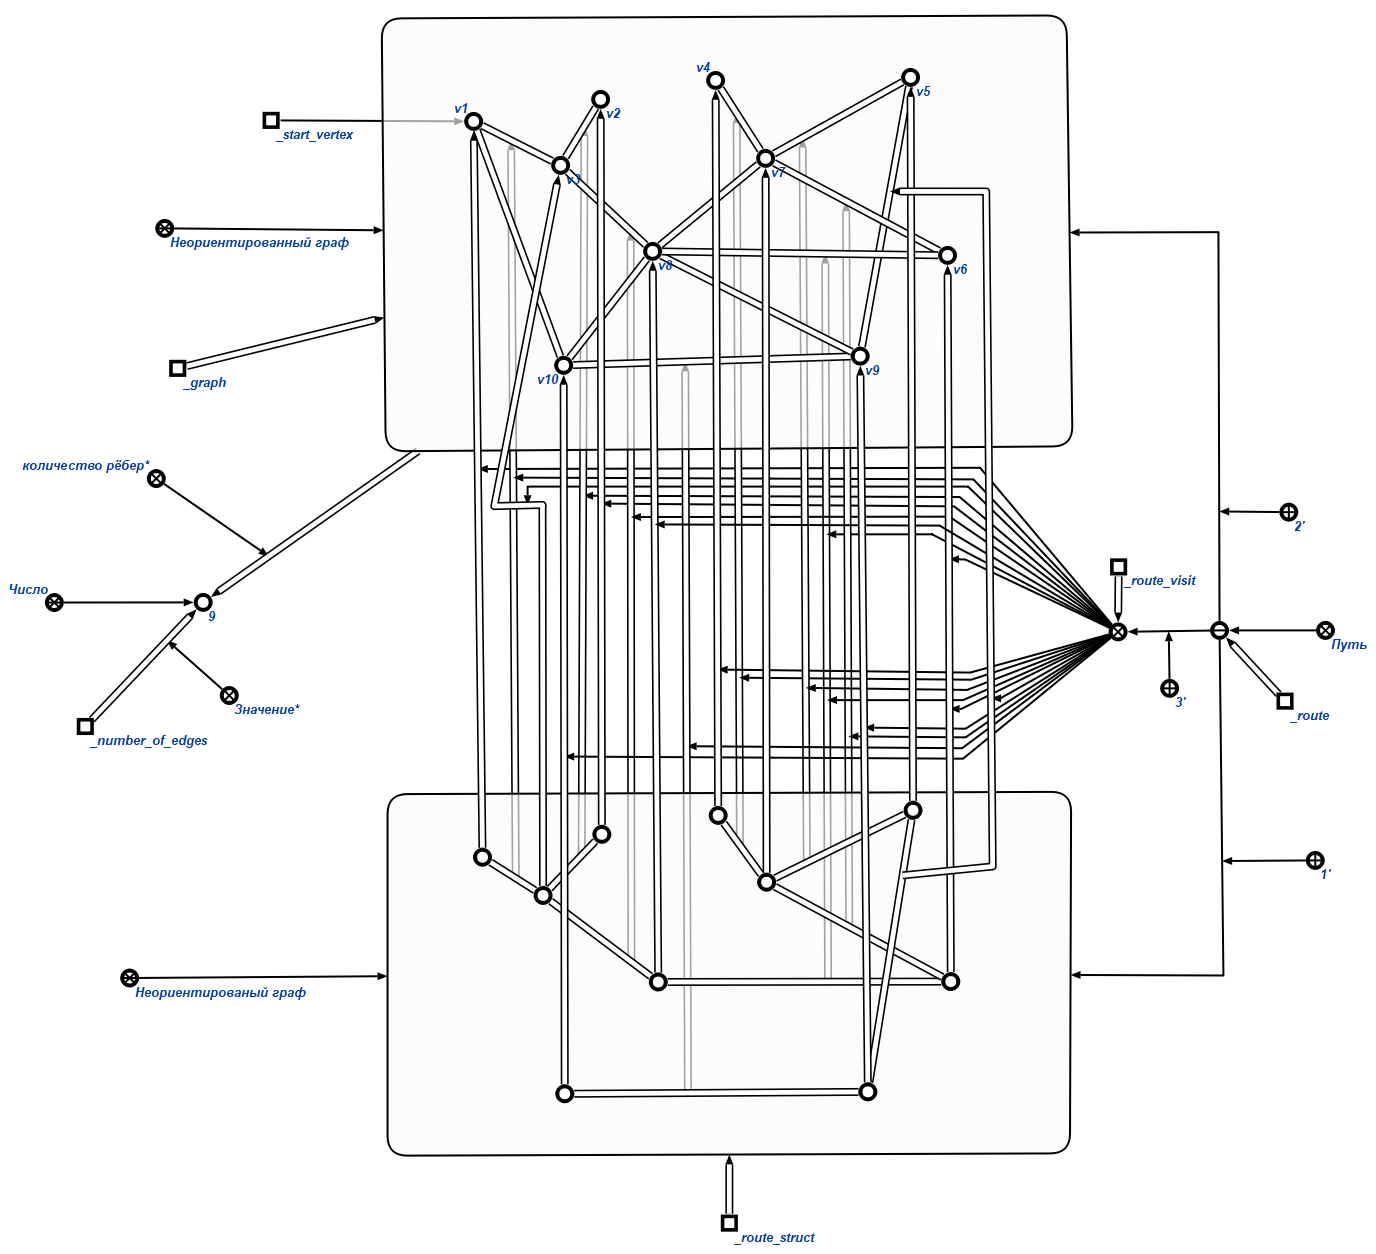 v4
v5
v1
v2
_start_vertex
v3
v7
Неориентированный граф
v8
v6
_graph
v10
v9
количество рёбер*
2'
_route_visit
Число
9
Путь
3'
Значение*
_route
_number_of_edges
1'
Неориентированый граф
_route_struct